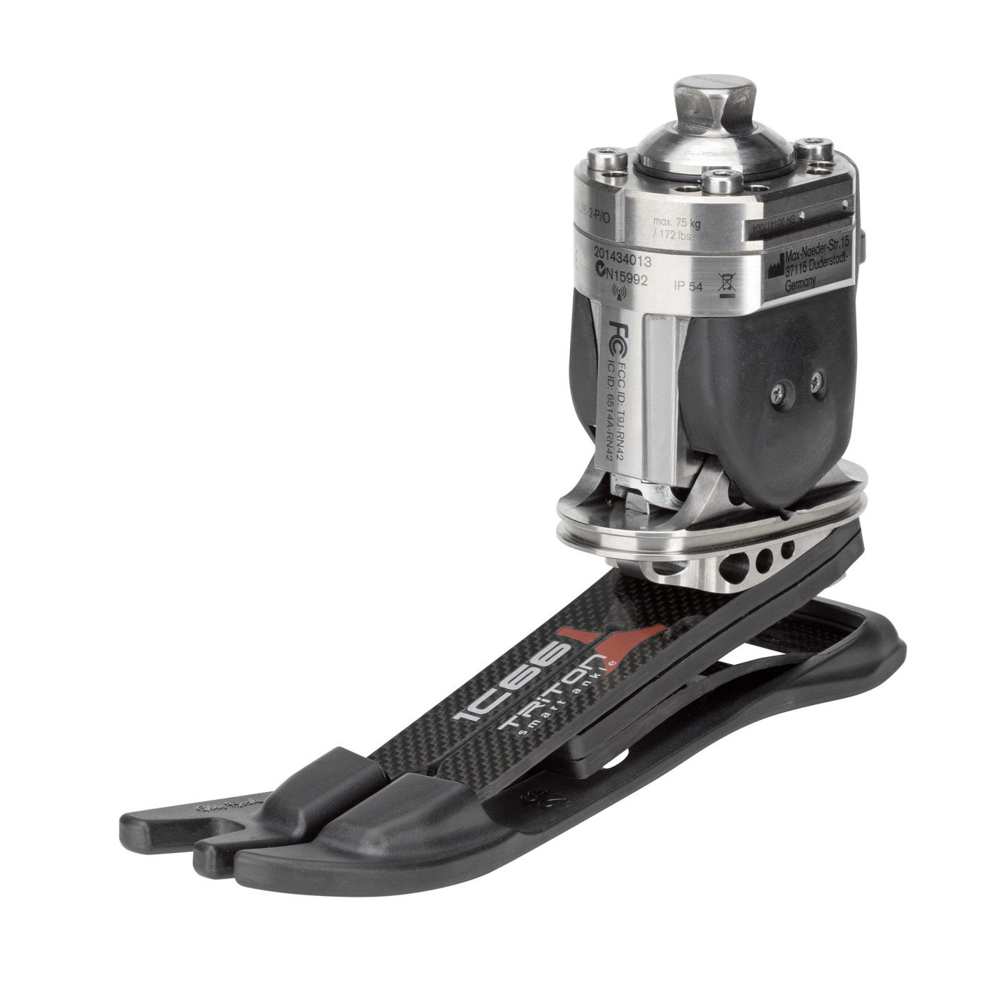 max. 75 kg
/ 172 lbs
201434013
N15992
IP 54
Max-Naeder-Str.15
37115 Duderstadt-
Germany
FCC ID: T9J-RN42
IC ID: 6514A-RN42
1C66
TRiTON
smart ankle
26